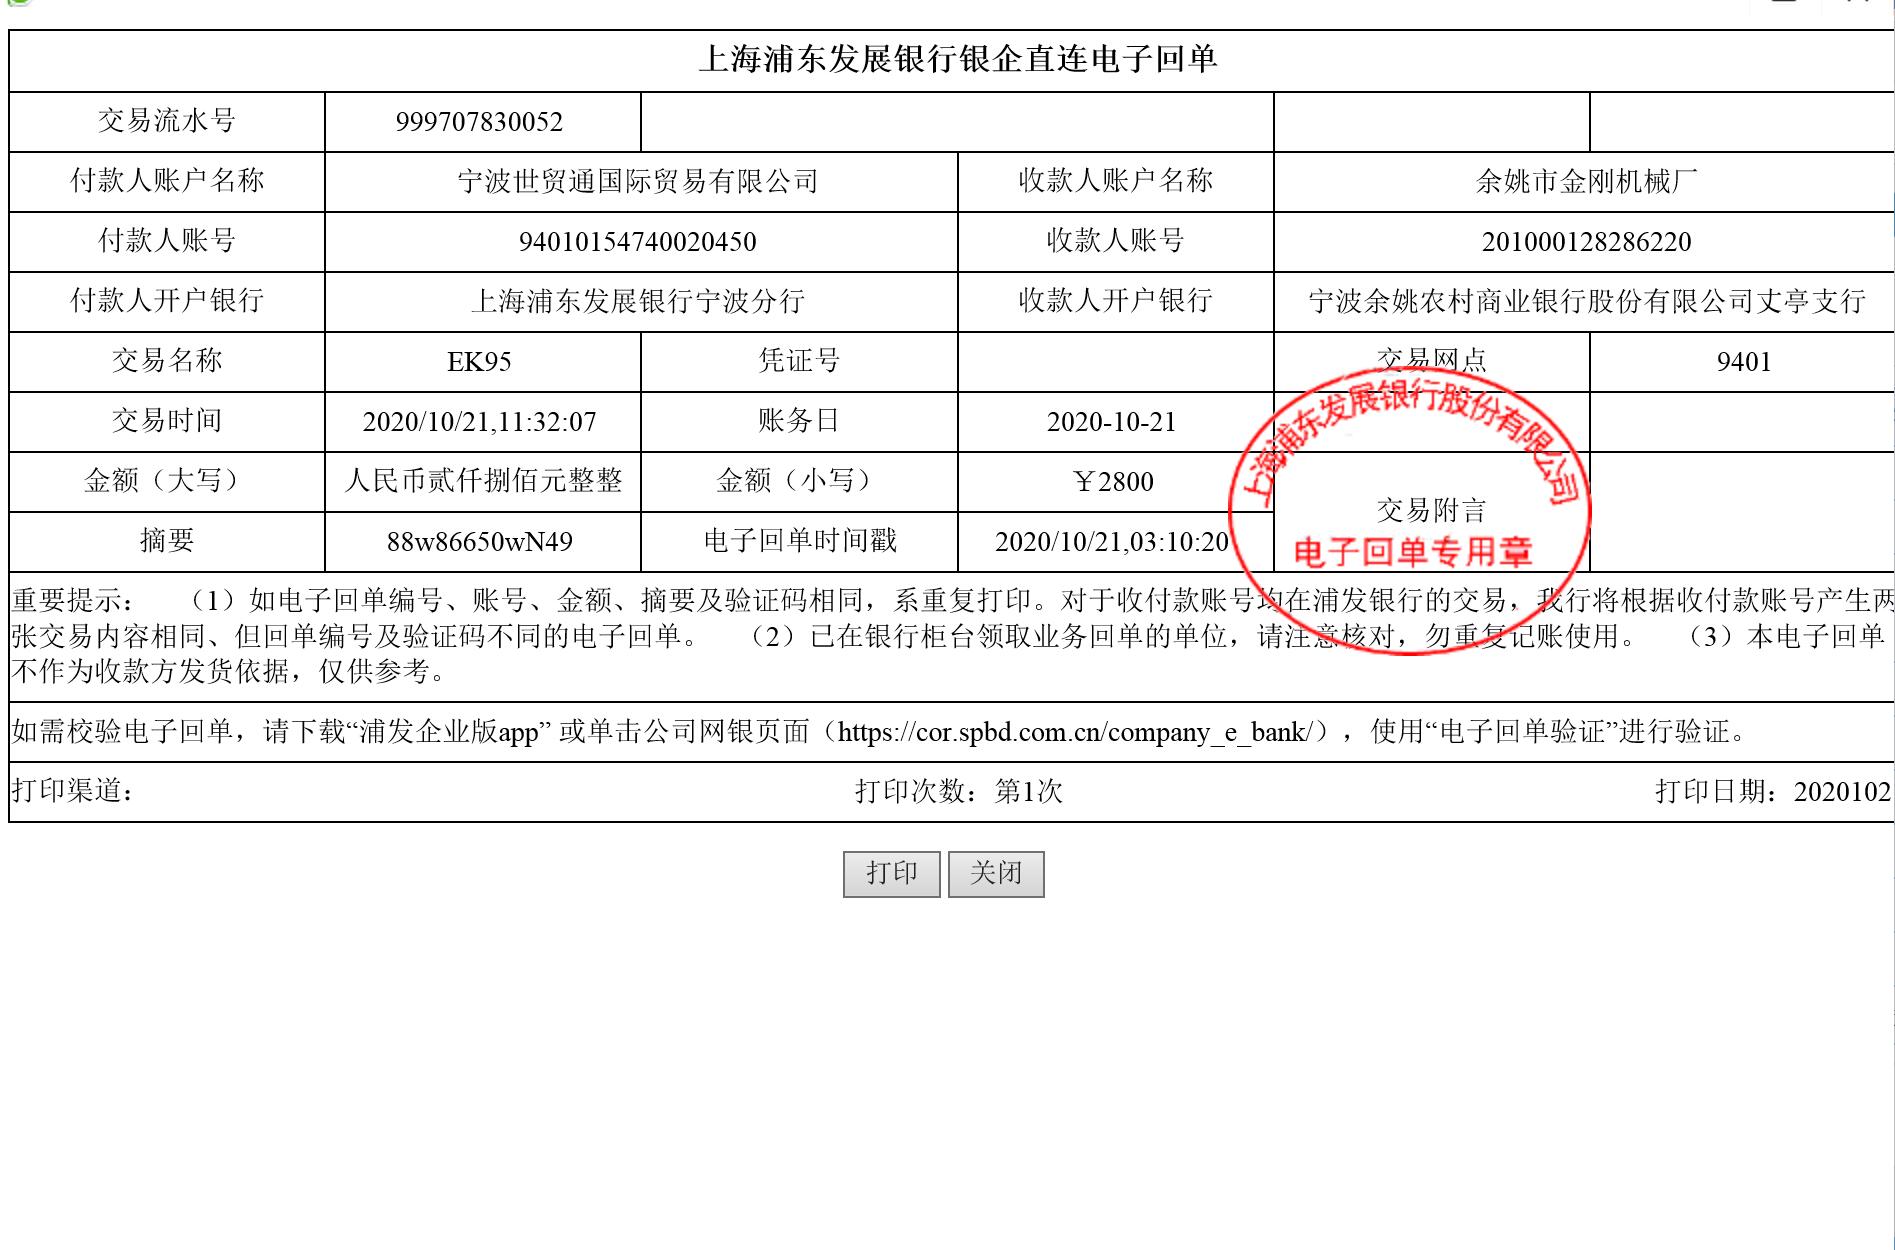 上海浦东发展银行银企直连电子回单
交易流水号 999707830052
付款人账户名称 宁波世贸通国际贸易有限公司 收款人账户名称 余姚市金刚机械厂
付款人账号 94010154740020450 收款人账号 201000128286220
付款人开户银行 上海浦东发展银行宁波分行 收款人开户银行 宁波余姚农村商业银行股份有限公司丈亭支行
交易名称 EK95 凭证号 交易网点 9401
交易时间 2020/10/21,11:32:07 账务日 2020-10-21
上海浦东发展银行股份有限公司
金额（大写） 人民币贰仟捌佰元整整 金额（小写） ￥2800
交易附言
摘要 88w86650wN49 电子回单时间戳 2020/10/21,03:10:20
电子回单专用章
重要提示： （1）如电子回单编号、账号、金额、摘要及验证码相同，系重复打印。对于收付款账号均在浦发银行的交易，我行将根据收付款账号产生两
张交易内容相同、但回单编号及验证码不同的电子回单。 （2）已在银行柜台领取业务回单的单位，请注意核对，勿重复记账使用。 （3）本电子回单
不作为收款方发货依据，仅供参考。
如需校验电子回单，请下载“浦发企业版app” 或单击公司网银页面（https://cor.spbd.com.cn/company_e_bank/），使用“电子回单验证”进行验证。
打印渠道： 打印次数：第1次 打印日期：2020102
打印 关闭